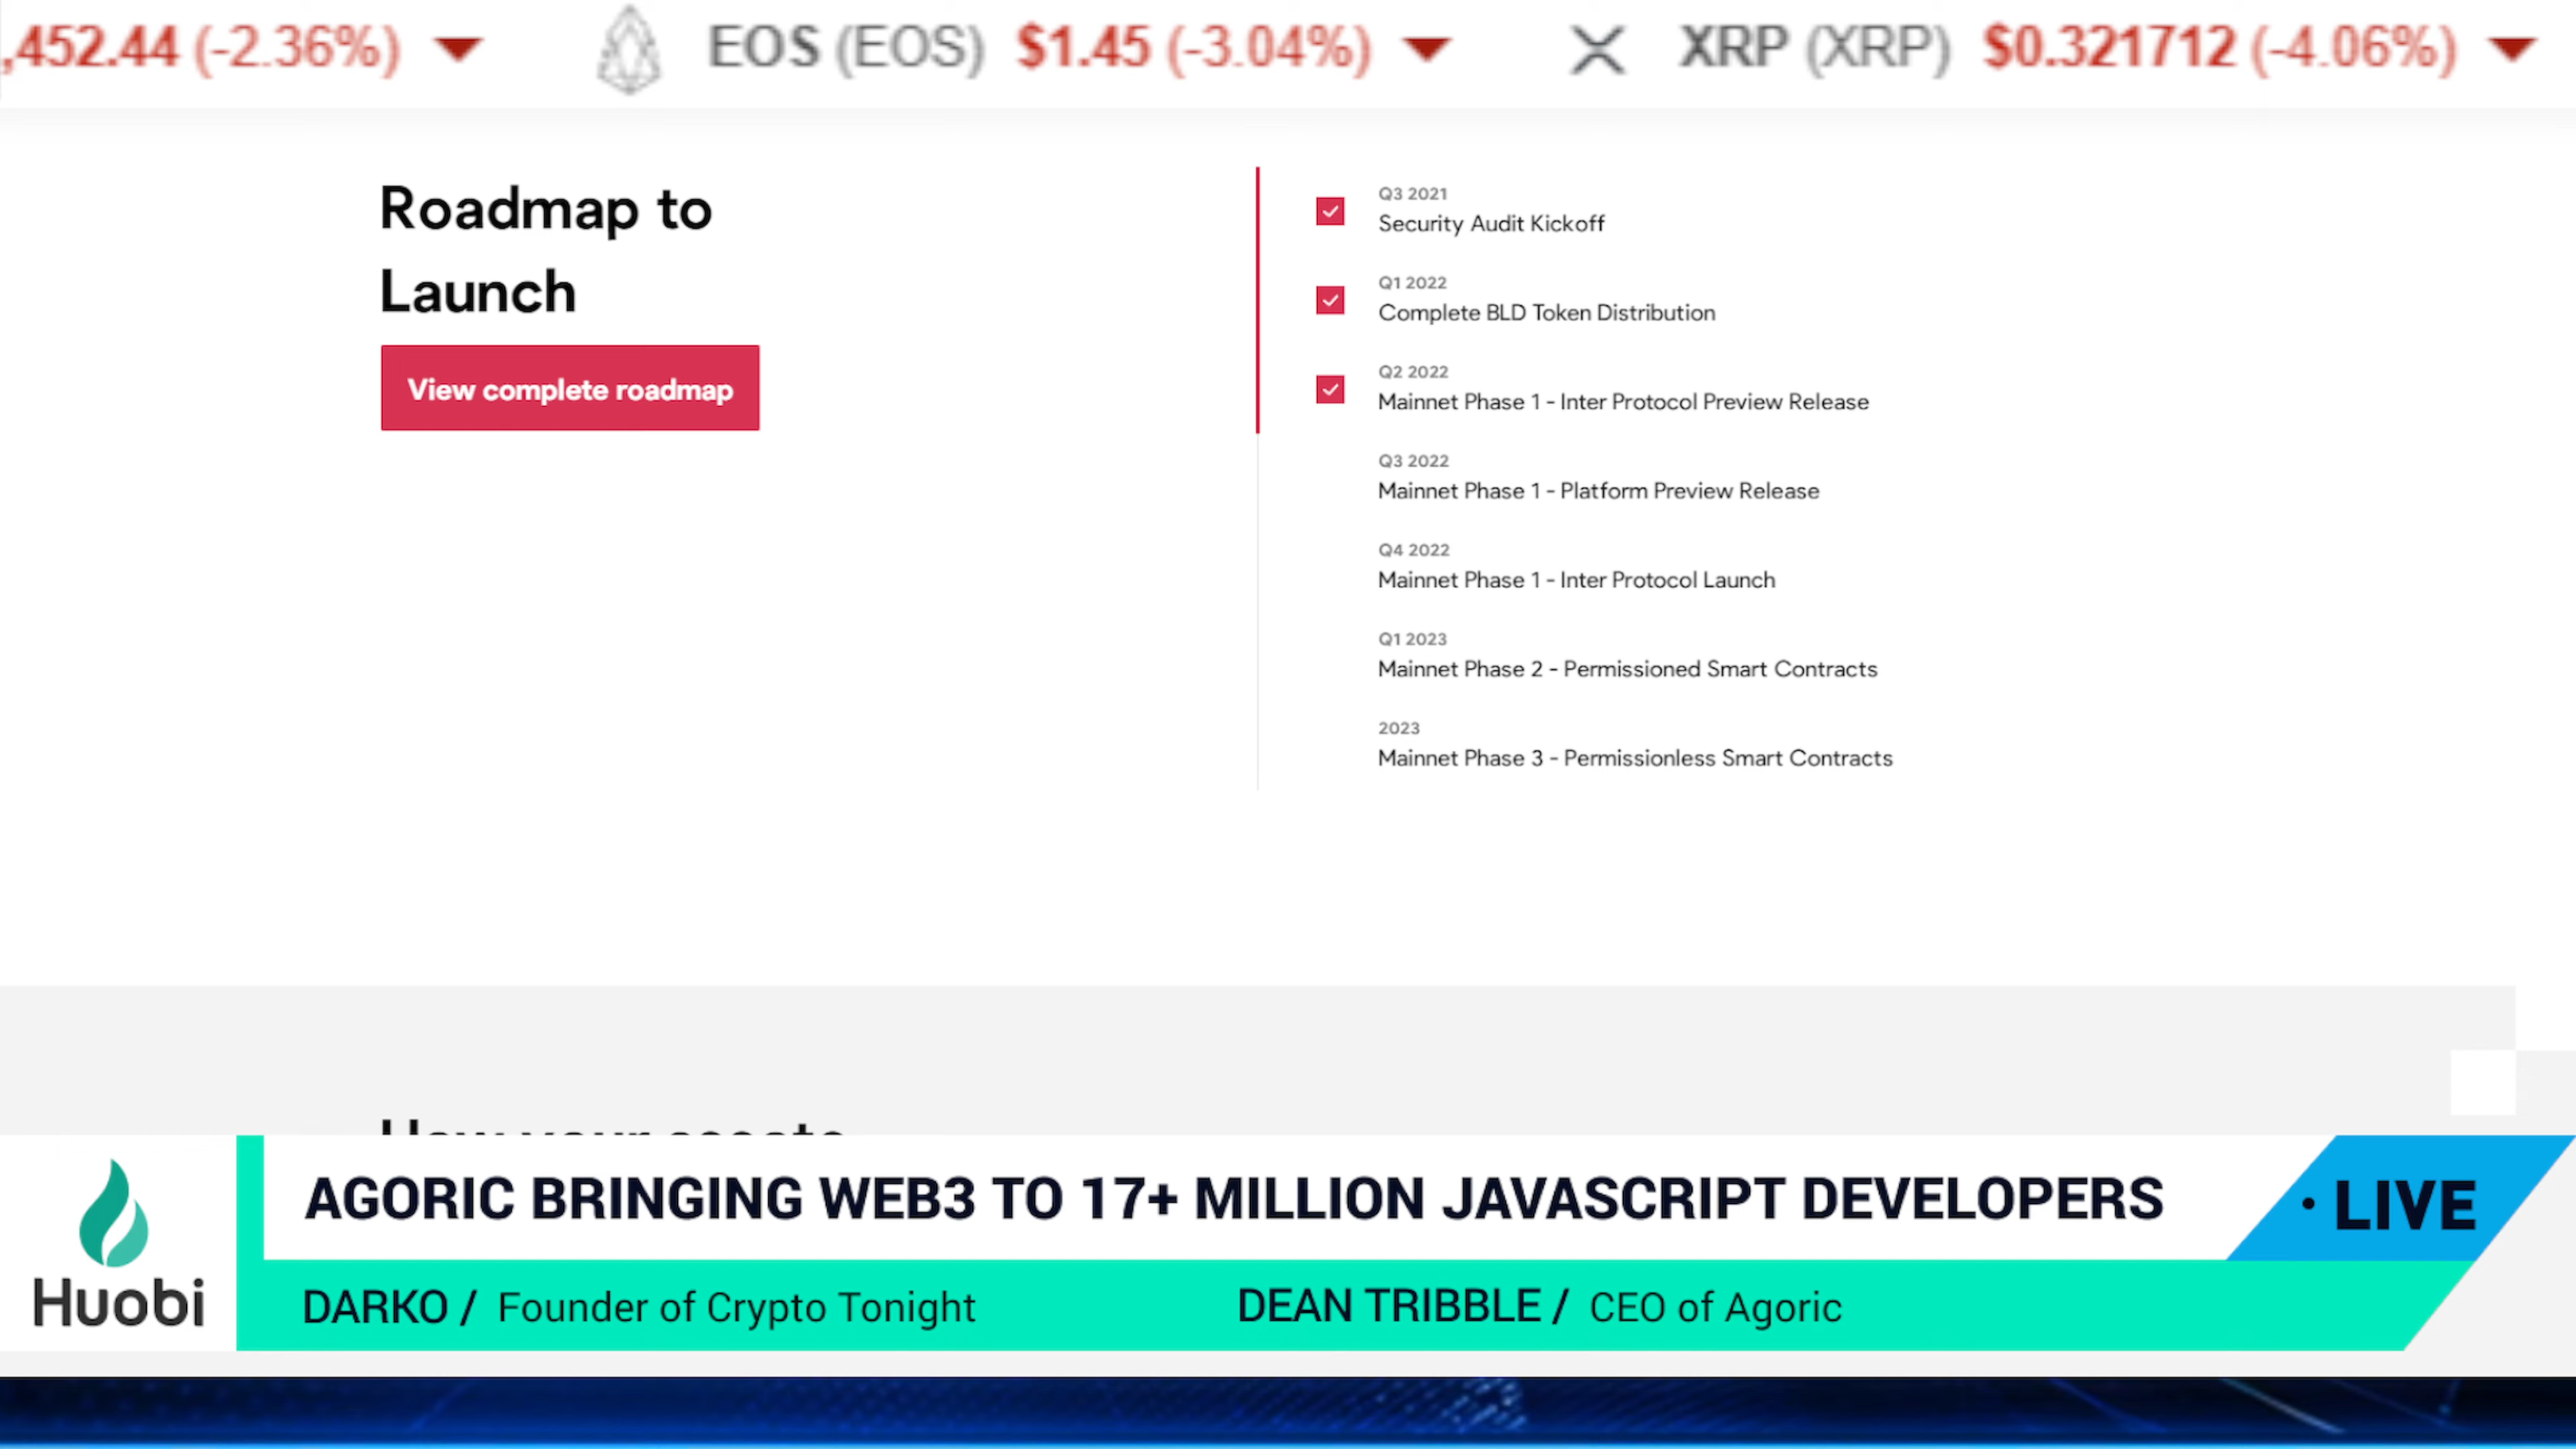 ,452.44 (-2.36%) EOS (EOS) $1.45 (-3.04%) XRP (XRP) $0.321712 (-4.06%)
Roadmap to
Launch
View complete roadmap
Q3 2021
Security Audit Kickoff
Q1 2022
Complete BLD Token Distribution
Q2 2022
Mainnet Phase 1 - Inter Protocol Preview Release
Q3 2022
Mainnet Phase 1 - Platform Preview Release
Q4 2022
Mainnet Phase 1 - Inter Protocol Launch
Q1 2023
Mainnet Phase 2 - Permissioned Smart Contracts
2023
Mainnet Phase 3 - Permissionless Smart Contracts
How your assets
Huobi
AGORIC BRINGING WEB3 TO 17+ MILLION JAVASCRIPT DEVELOPERS
• LIVE
DARKO / Founder of Crypto Tonight
DEAN TRIBBLE / CEO of Agoric